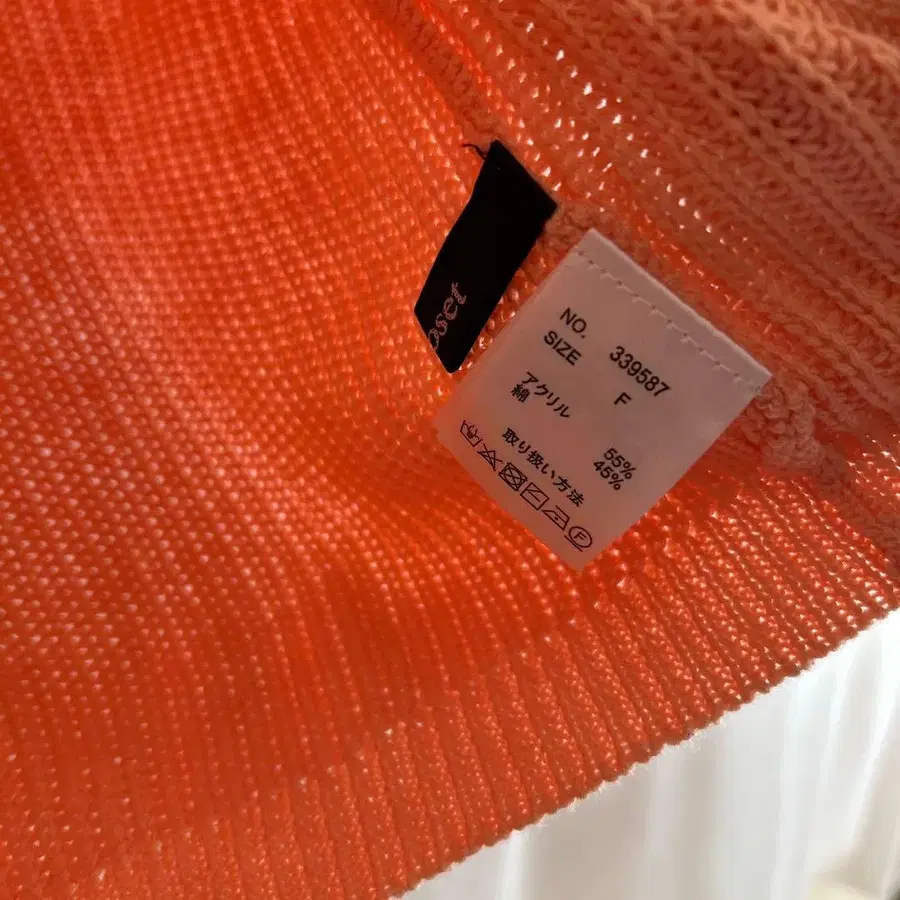 oset
NO. 339587
SIZE F
アクリル 55%
綿 45%
取り扱い方法
F